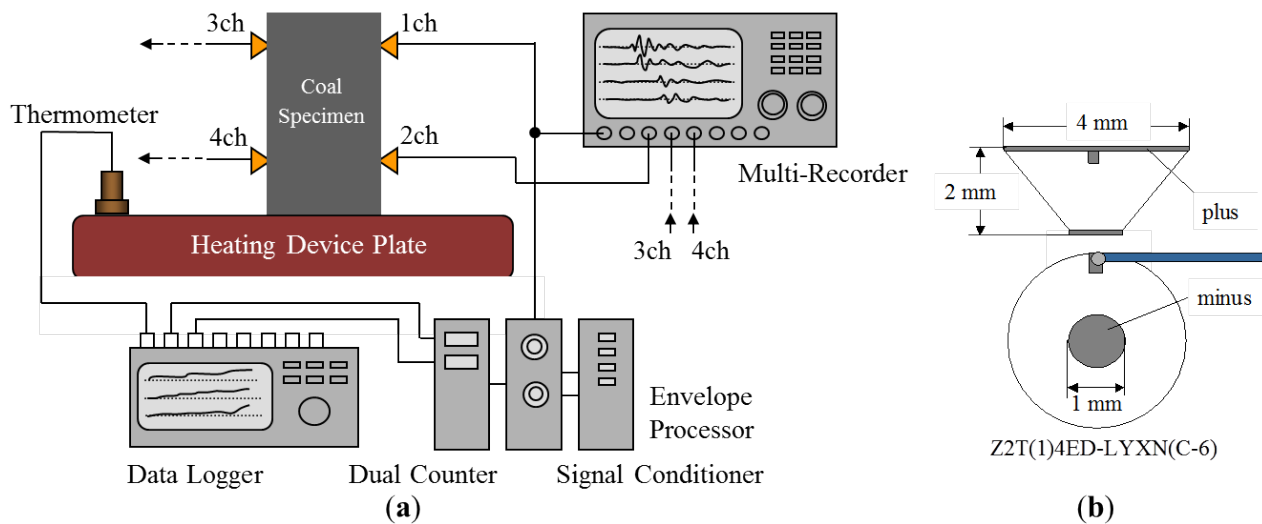 3ch
1ch
Coal
Specimen
Thermometer
4ch
2ch
Multi-Recorder
Heating Device Plate
3ch
4ch
Envelope
Processor
Data Logger
Dual Counter
Signal Conditioner
(a)
4 mm
2 mm
plus
minus
1 mm
Z2T(1)4ED-LYXN(C-6)
(b)